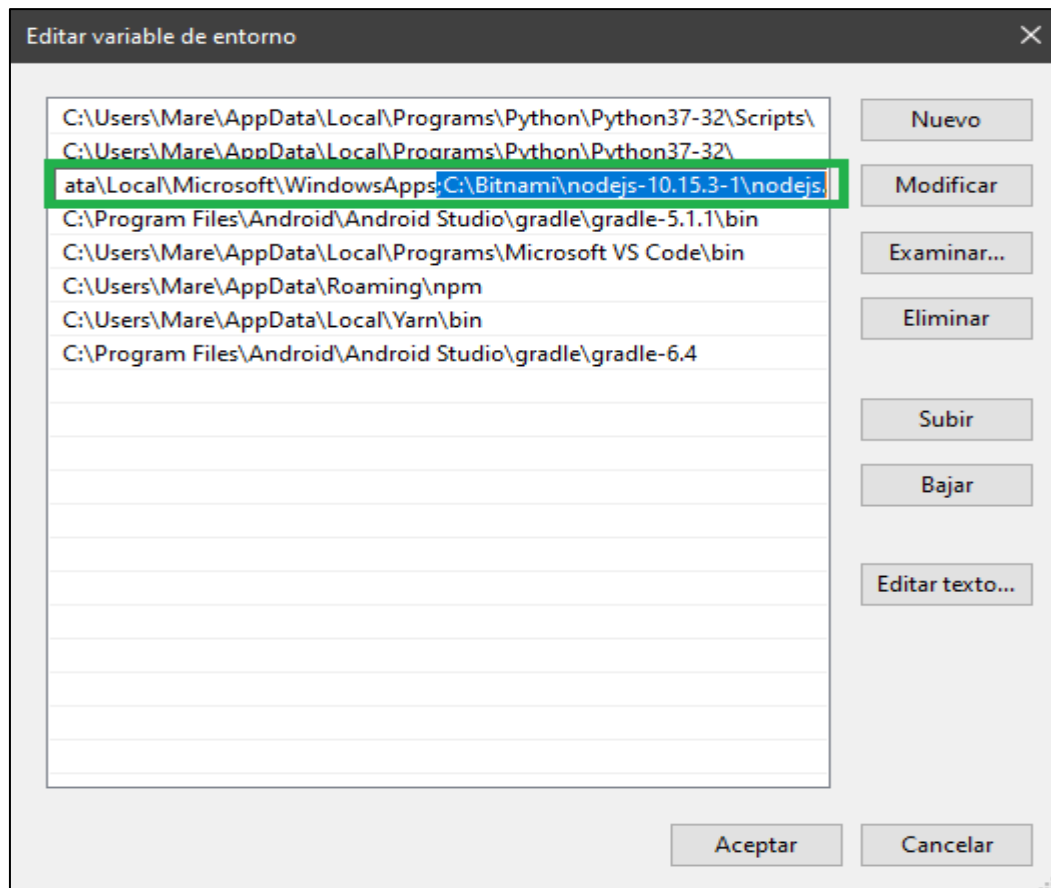 Editar variable de entorno
C:\Users\Mare\AppData\Local\Programs\Python\Python37-32\Scripts\
C:\Users\Mare\AppData\Local\Programs\Python\Python37-32\
ata\Local\Microsoft\WindowsApps;C:\Bitnami\nodejs-10.15.3-1\nodejs.
C:\Program Files\Android\Android Studio\gradle\gradle-5.1.1\bin
C:\Users\Mare\AppData\Local\Programs\Microsoft VS Code\bin
C:\Users\Mare\AppData\Roaming\npm
C:\Users\Mare\AppData\Local\Yarn\bin
C:\Program Files\Android\Android Studio\gradle\gradle-6.4
Nuevo
Modificar
Examinar...
Eliminar
Subir
Bajar
Editar texto...
Aceptar
Cancelar